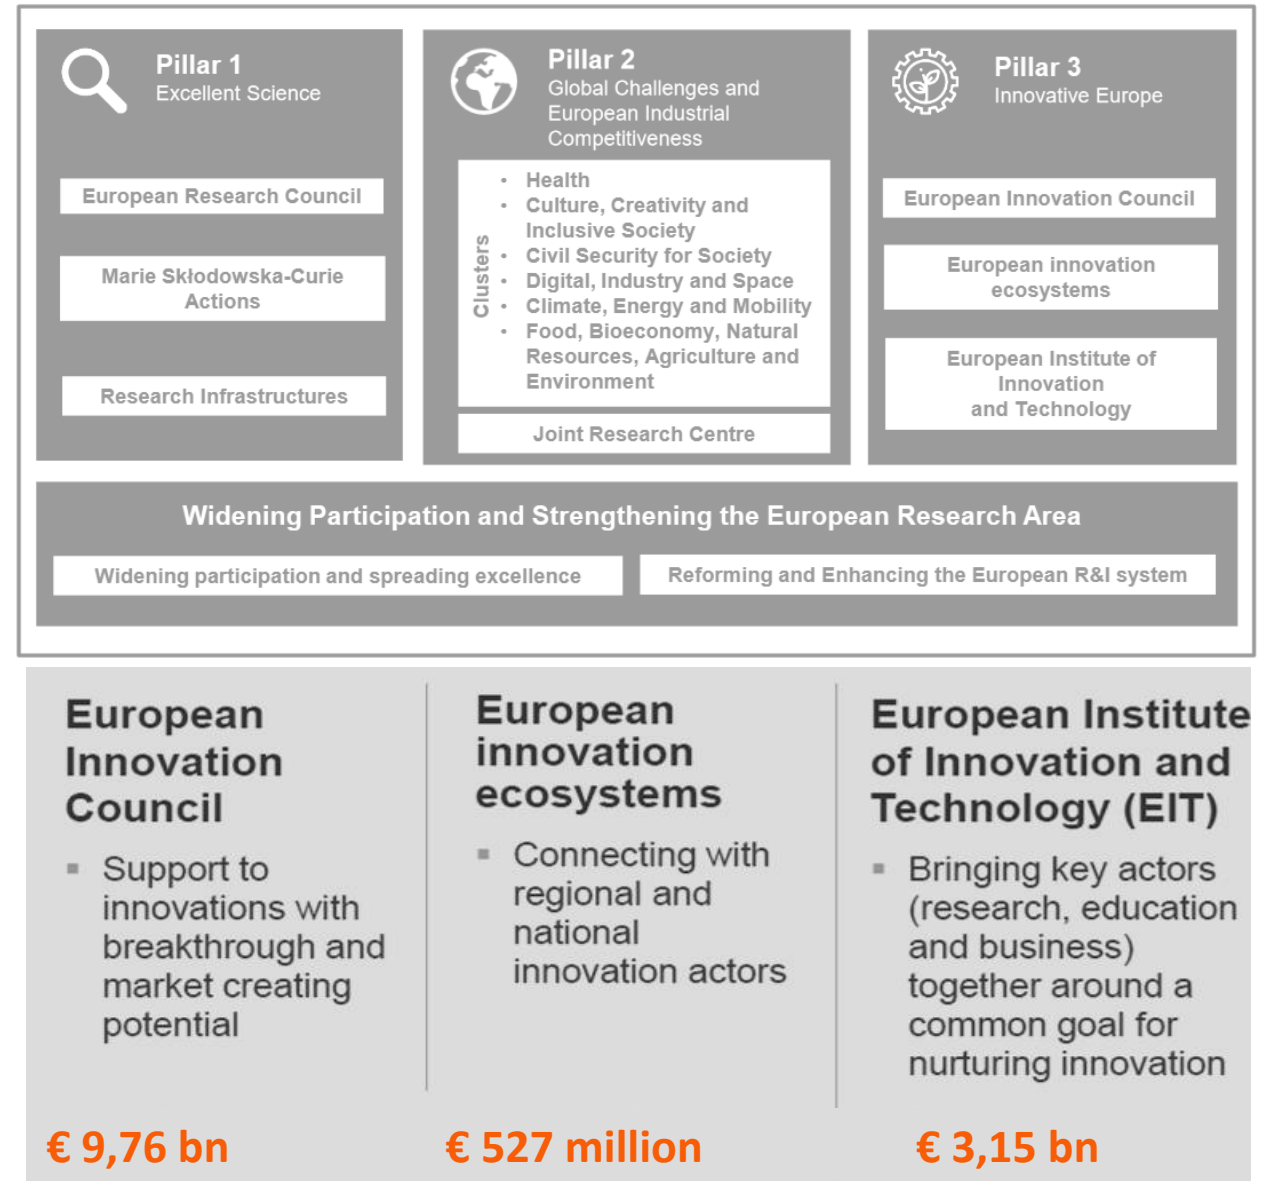 Pillar 1
Excellent Science
European Research Council
Marie Skłodowska-Curie
Actions
Research Infrastructures
Pillar 2
Global Challenges and
European Industrial
Competitiveness
Clusters
• Health
• Culture, Creativity and
Inclusive Society
• Civil Security for Society
• Digital, Industry and Space
• Climate, Energy and Mobility
• Food, Bioeconomy, Natural
Resources, Agriculture and
Environment
Joint Research Centre
Pillar 3
Innovative Europe
European Innovation Council
European innovation
ecosystems
European Institute of
Innovation
and Technology
Widening Participation and Strengthening the European Research Area
Widening participation and spreading excellence
Reforming and Enhancing the European R&I system
European
Innovation
Council
▪ Support to
innovations with
breakthrough and
market creating
potential
€ 9,76 bn
European
innovation
ecosystems
▪ Connecting with
regional and
national
innovation actors
€ 527 million
European Institute
of Innovation and
Technology (EIT)
▪ Bringing key actors
(research, education
and business)
together around a
common goal for
nurturing innovation
€ 3,15 bn